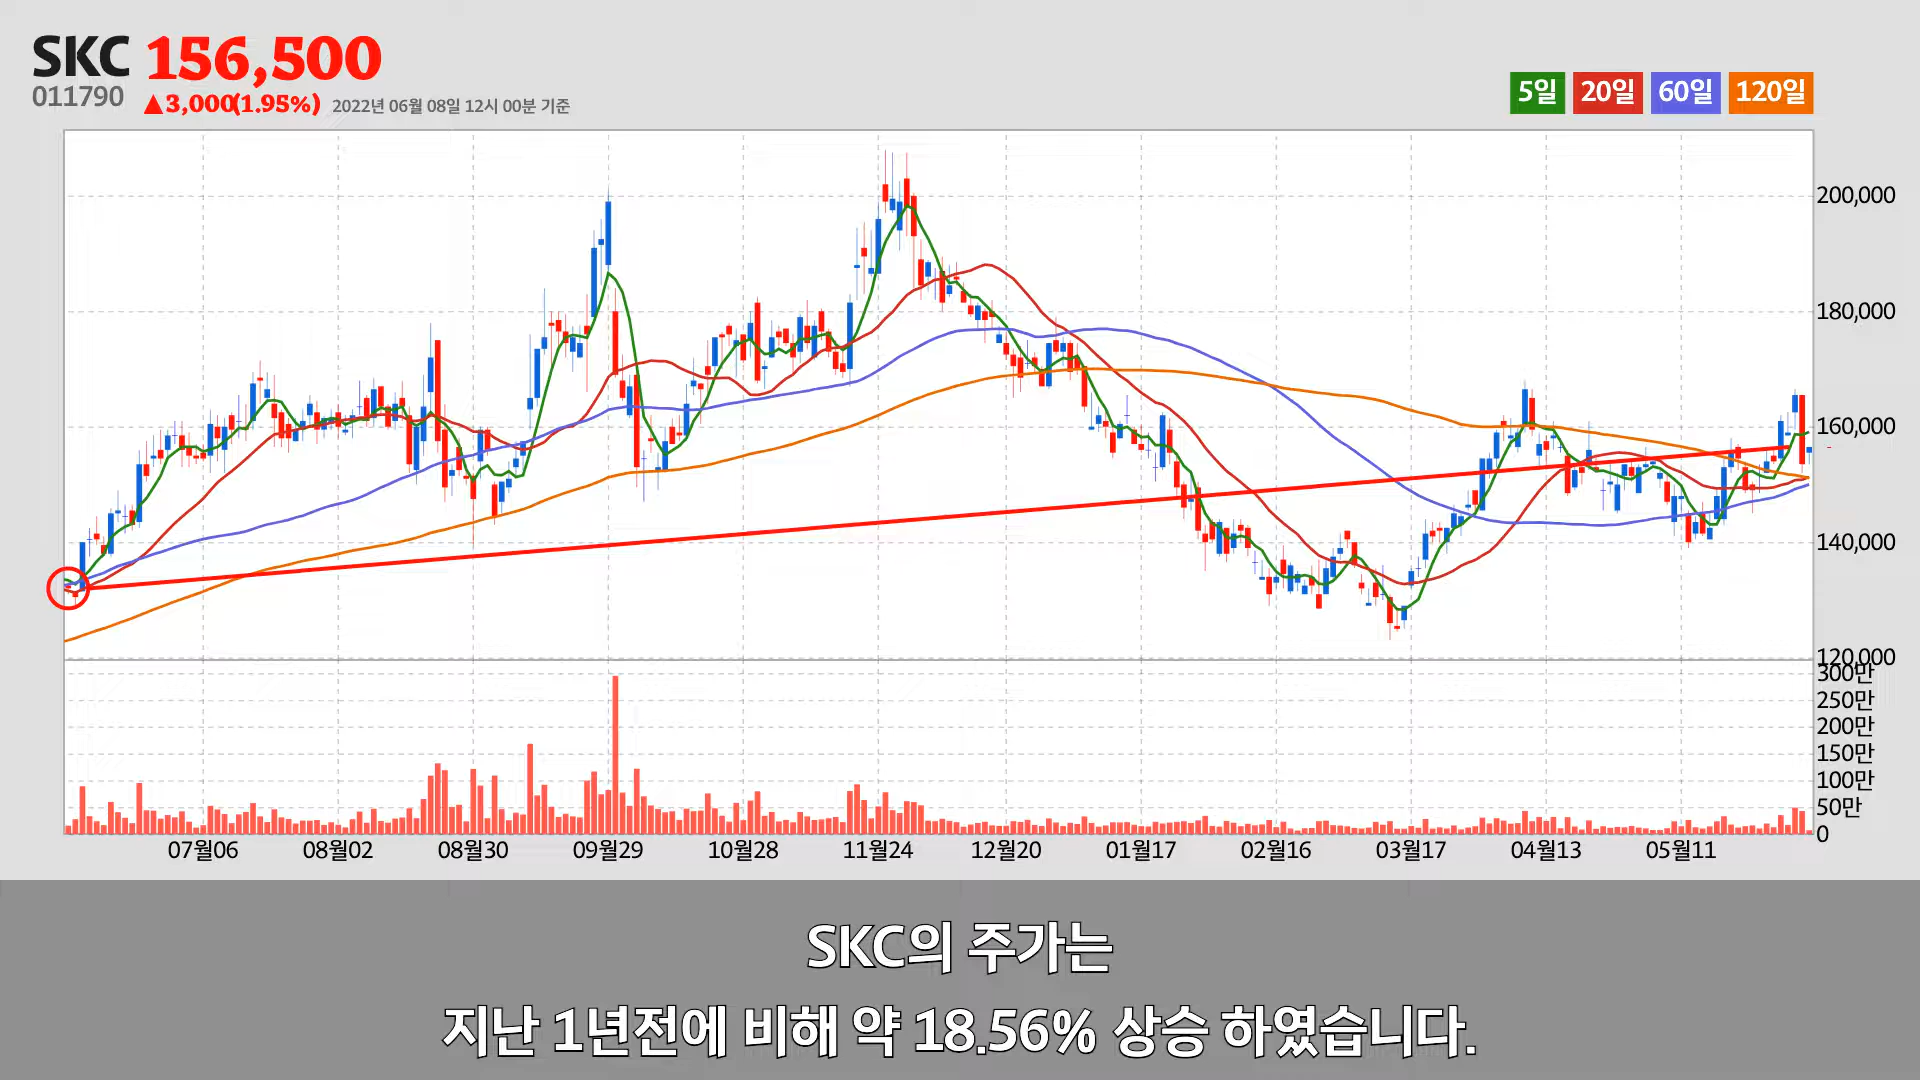 SKC 156,500
011790 ▲3,000(1.95%) 2022년 06월 08일 12시 00분 기준
5일 20일 60일 120일
200,000
180,000
160,000
140,000
120,000
300만
250만
200만
150만
100만
50만
0
07월06 08월02 08월30 09월29 10월28 11월24 12월20 01월17 02월16 03월17 04월13 05월11
SKC의 주가는
지난 1년전에 비해 약 18.56% 상승 하였습니다.